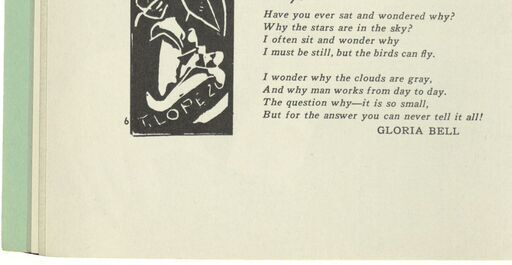 Have you ever sat and wondered why?
Why the stars are in the sky?
I often sit and wonder why
I must be still, but the birds can fly.
I wonder why the clouds are gray,
And why man works from day to day.
The question why—it is so small,
But for the answer you can never tell it all!
GLORIA BELL
6
T. LOPEZ